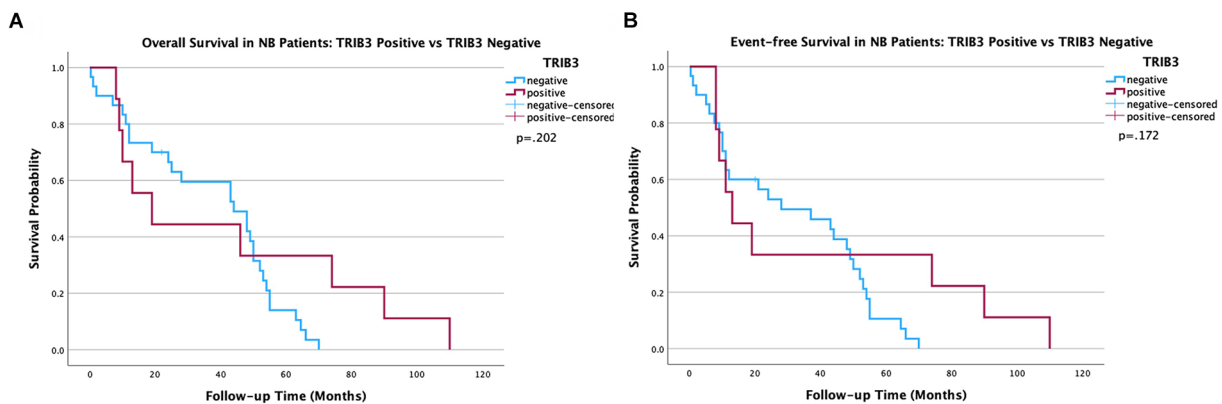 A
Overall Survival in NB Patients: TRIB3 Positive vs TRIB3 Negative
TRIB3
negative
positive
negative-censored
positive-censored
p=.202
Survival Probability
1.0
0.8
0.6
0.4
0.2
0.0
0 20 40 60 80 100 120
Follow-up Time (Months)
B
Event-free Survival in NB Patients: TRIB3 Positive vs TRIB3 Negative
TRIB3
negative
positive
negative-censored
positive-censored
p=.172
Survival Probability
1.0
0.8
0.6
0.4
0.2
0.0
0 20 40 60 80 100 120
Follow-up Time (Months)